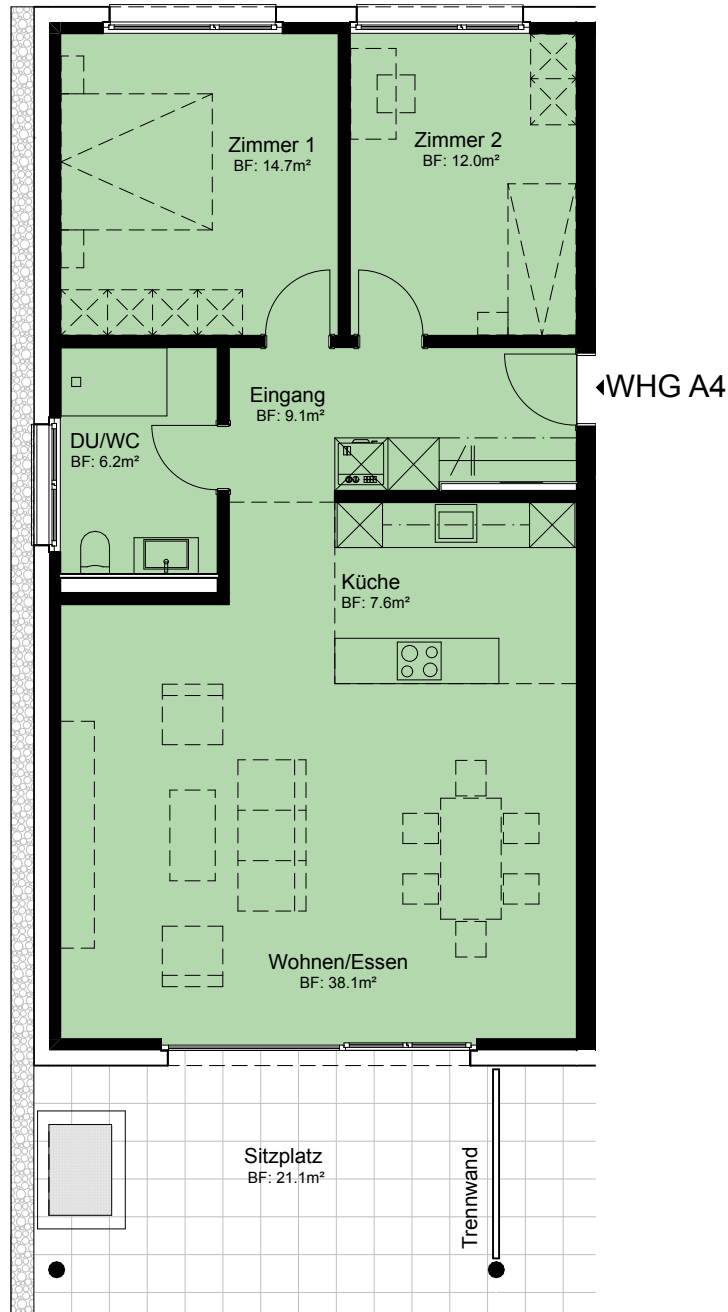 Zimmer 1
BF: 14.7m²
Zimmer 2
BF: 12.0m²
Eingang
BF: 9.1m²
WHG A4
DU/WC
BF: 6.2m²
Küche
BF: 7.6m²
Wohnen/Essen
BF: 38.1m²
Sitzplatz
BF: 21.1m²
Trennwand